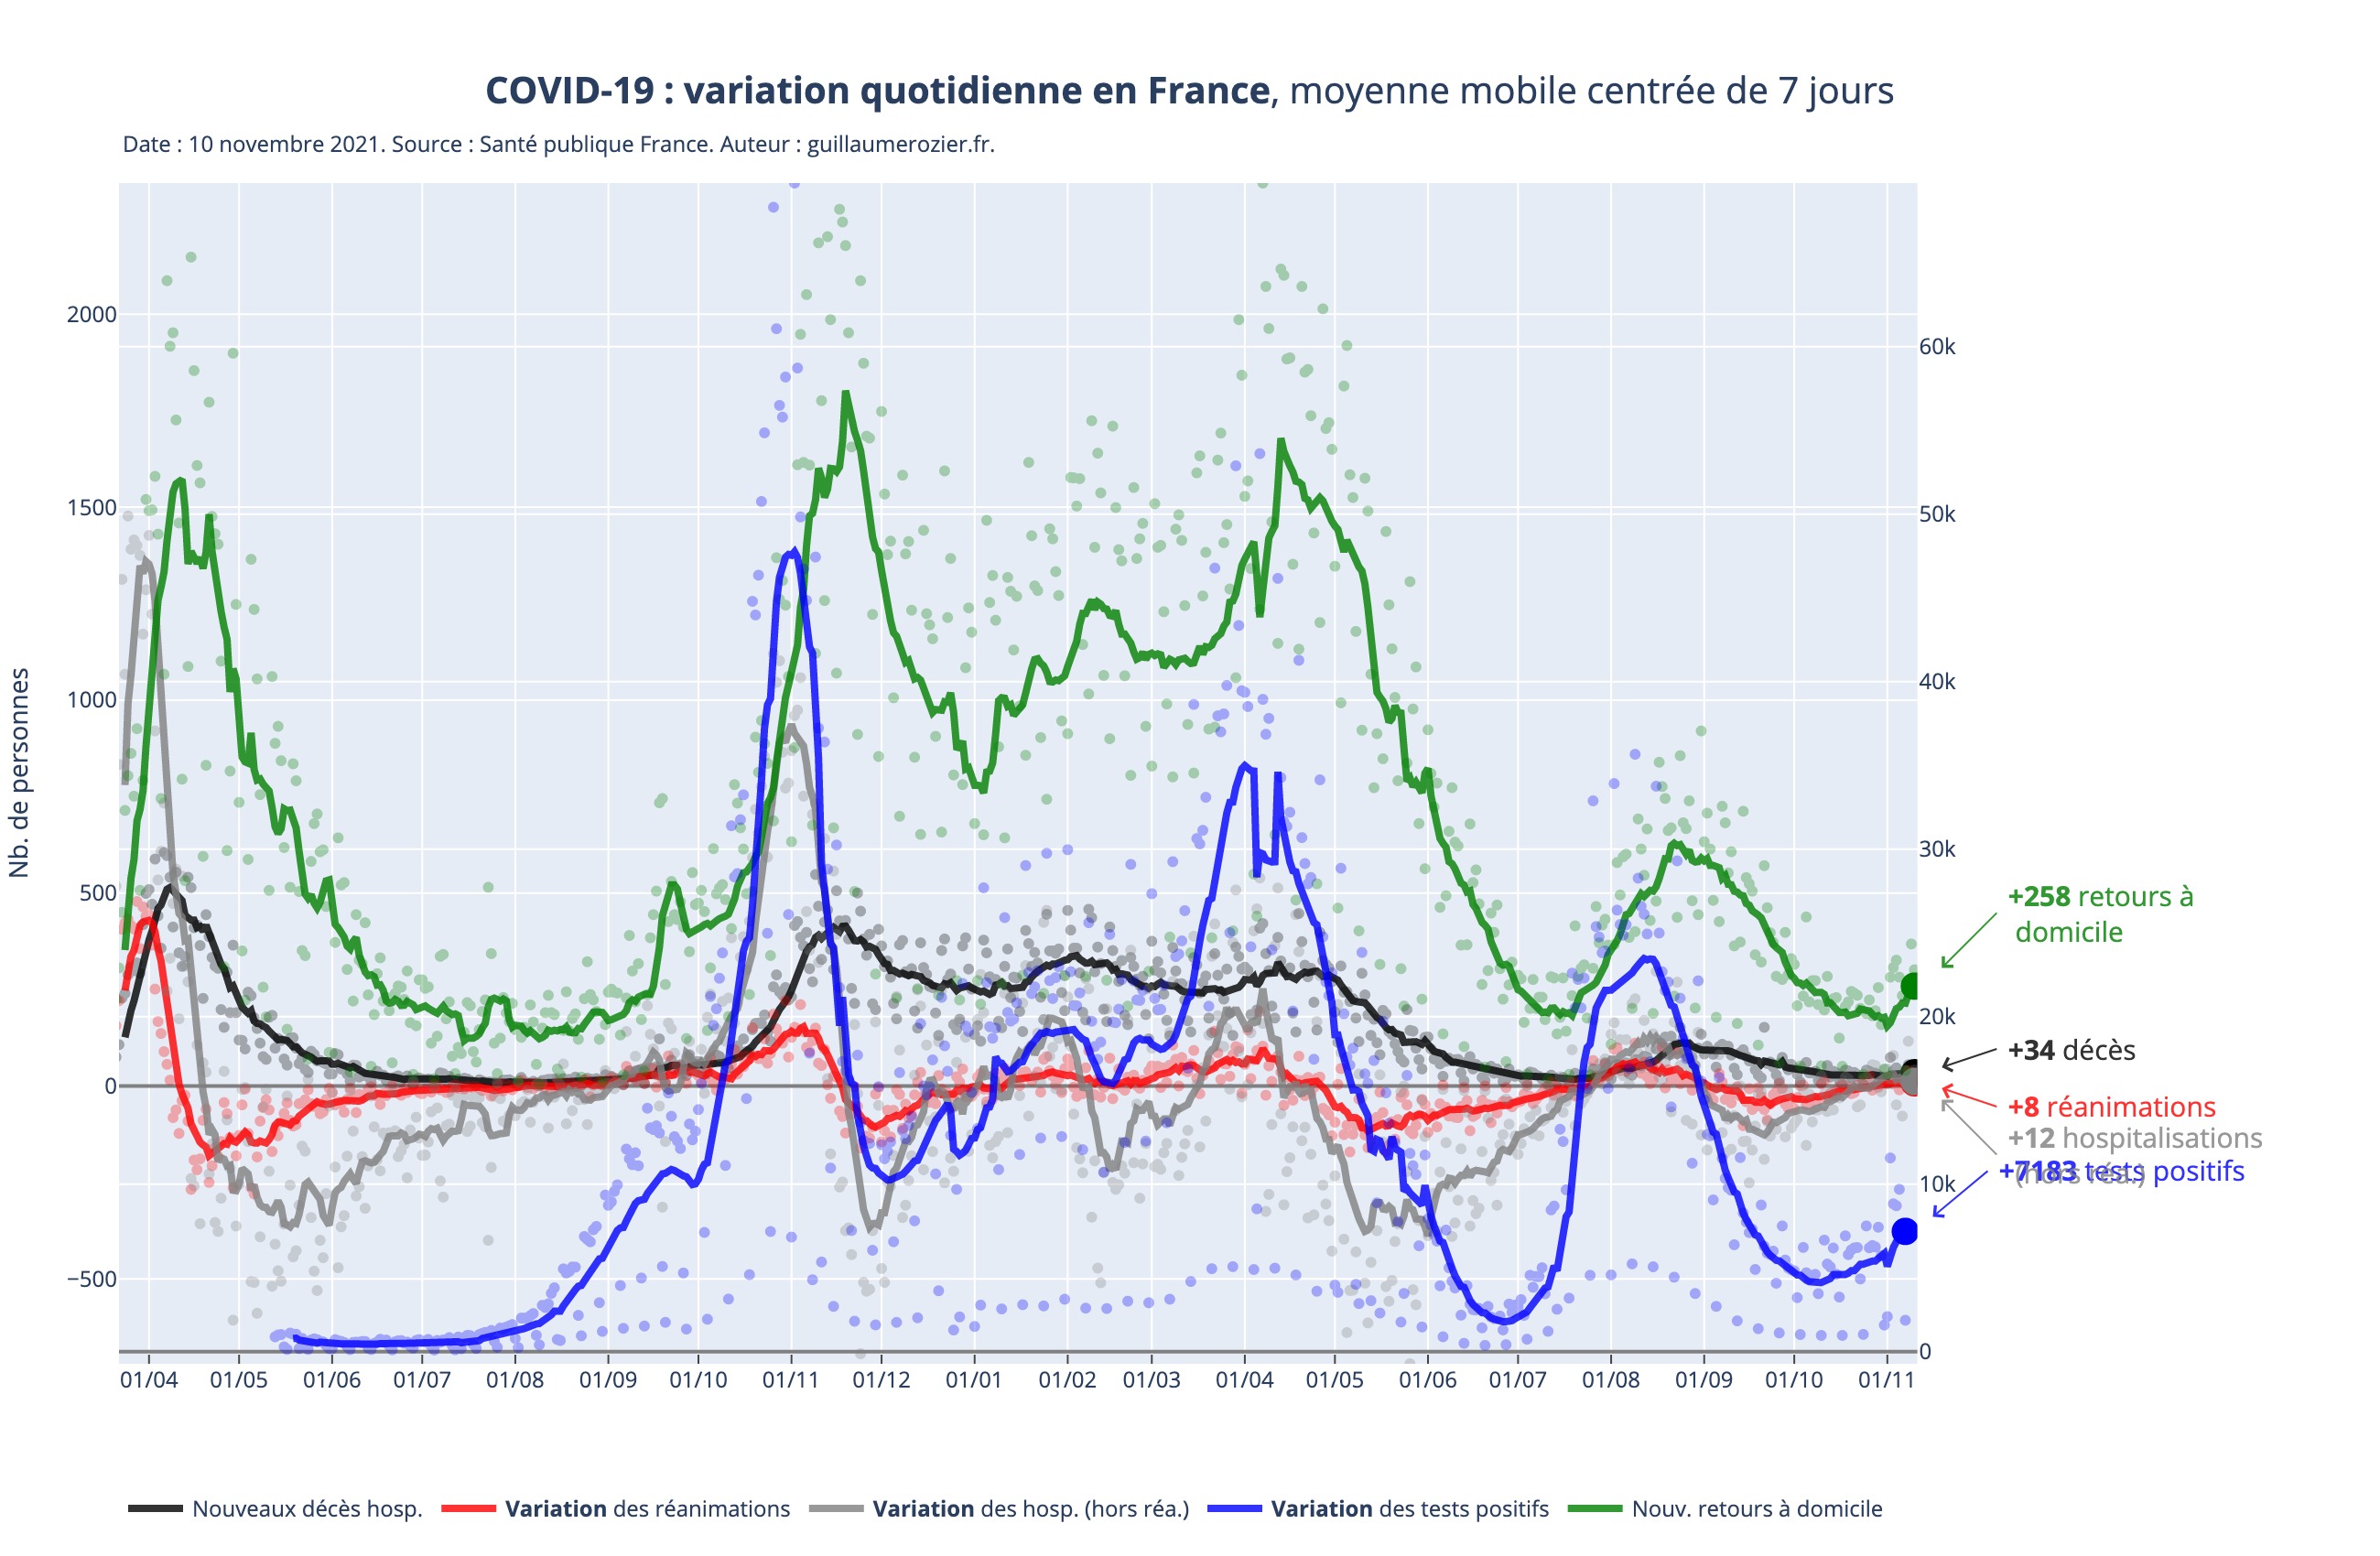 COVID-19 : variation quotidienne en France, moyenne mobile centrée de 7 jours
Date : 10 novembre 2021. Source : Santé publique France. Auteur : guillaumerozier.fr.
Nb. de personnes
2000
1500
1000
500
0
−500
60k
50k
40k
30k
20k
10k
0
+258 retours à
domicile
+34 décès
+8 réanimations
+12 hospitalisations
(hors réa.)
+7183 tests positifs
01/04 01/05 01/06 01/07 01/08 01/09 01/10 01/11 01/12 01/01 01/02 01/03 01/04 01/05 01/06 01/07 01/08 01/09 01/10 01/11
Nouveaux décès hosp. Variation des réanimations Variation des hosp. (hors réa.) Variation des tests positifs Nouv. retours à domicile